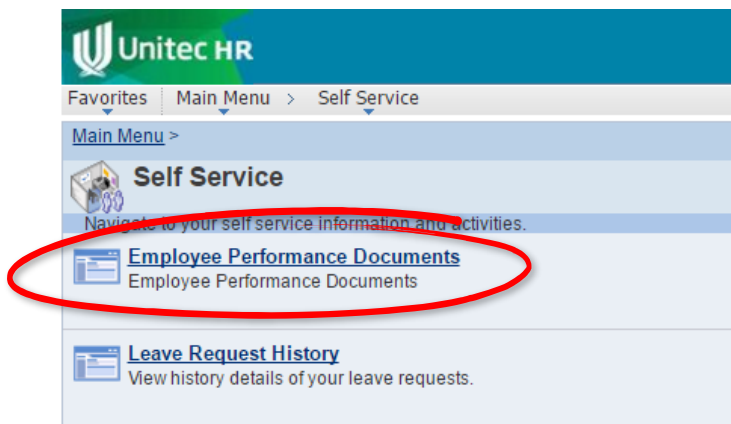 Unitec HR
Favorites Main Menu > Self Service
Main Menu >
Self Service
Navigate to your self service information and activities.
Employee Performance Documents
Employee Performance Documents
Leave Request History
View history details of your leave requests.